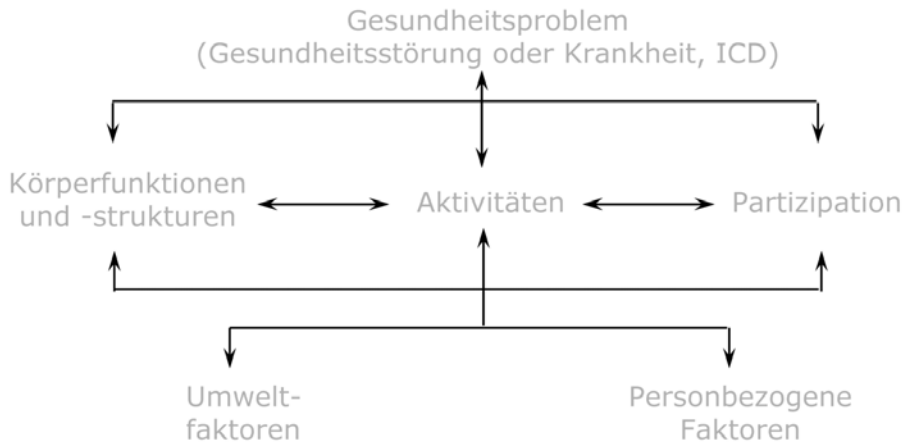 Gesundheitsproblem
(Gesundheitsstörung oder Krankheit, ICD)
Körperfunktionen
und -strukturen
Aktivitäten
Partizipation
Umwelt-
faktoren
Personbezogene
Faktoren